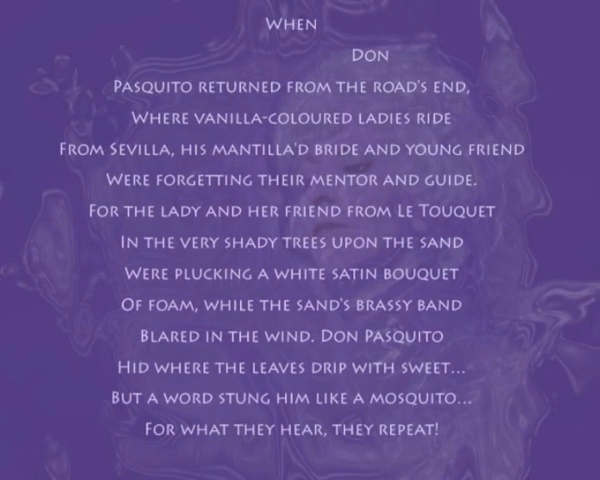 When
Don
Pasquito returned from the road's end,
Where vanilla-coloured ladies ride
From Sevilla, his mantilla'd bride and young friend
Were forgetting their mentor and guide.
For the lady and her friend from Le Touquet
In the very shady trees upon the sand
Were plucking a white satin bouquet
Of foam, while the sand's brassy band
Blared in the wind. Don Pasquito
Hid where the leaves drip with sweet...
But a word stung him like a mosquito...
For what they hear, they repeat!